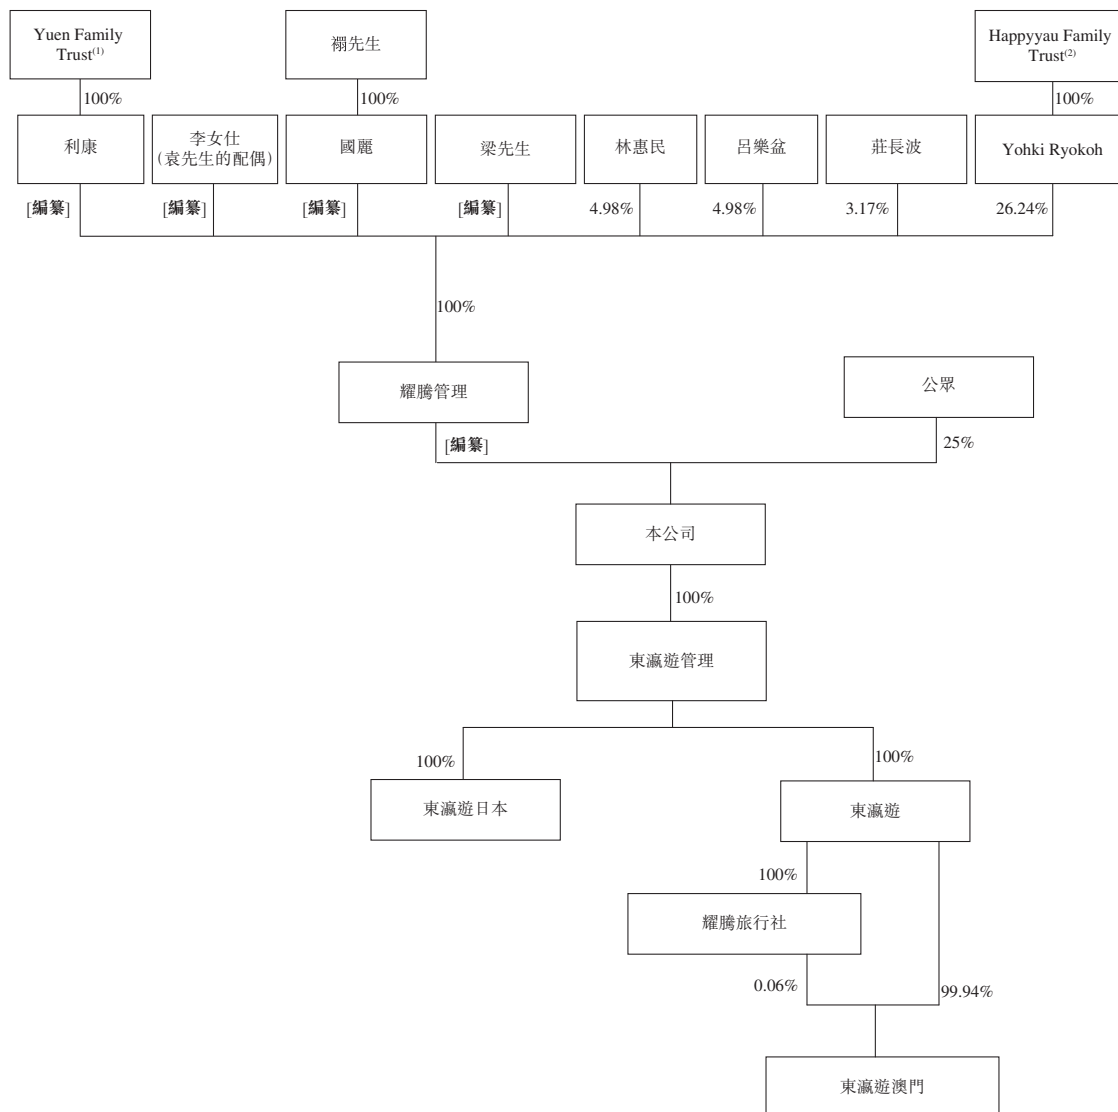 Yuen Family
Trust(1)
禤先生
Happyyau Family
Trust(2)
100%
100%
100%
利康
李女仕
(袁先生的配偶)
國麗
梁先生
林惠民
呂樂盆
莊長波
Yohki Ryokoh
[編纂]
[編纂]
[編纂]
[編纂]
4.98%
4.98%
3.17%
26.24%
100%
耀騰管理
公眾
[編纂]
25%
本公司
100%
東瀛遊管理
100%
100%
東瀛遊日本
東瀛遊
100%
耀騰旅行社
0.06%
99.94%
東瀛遊澳門